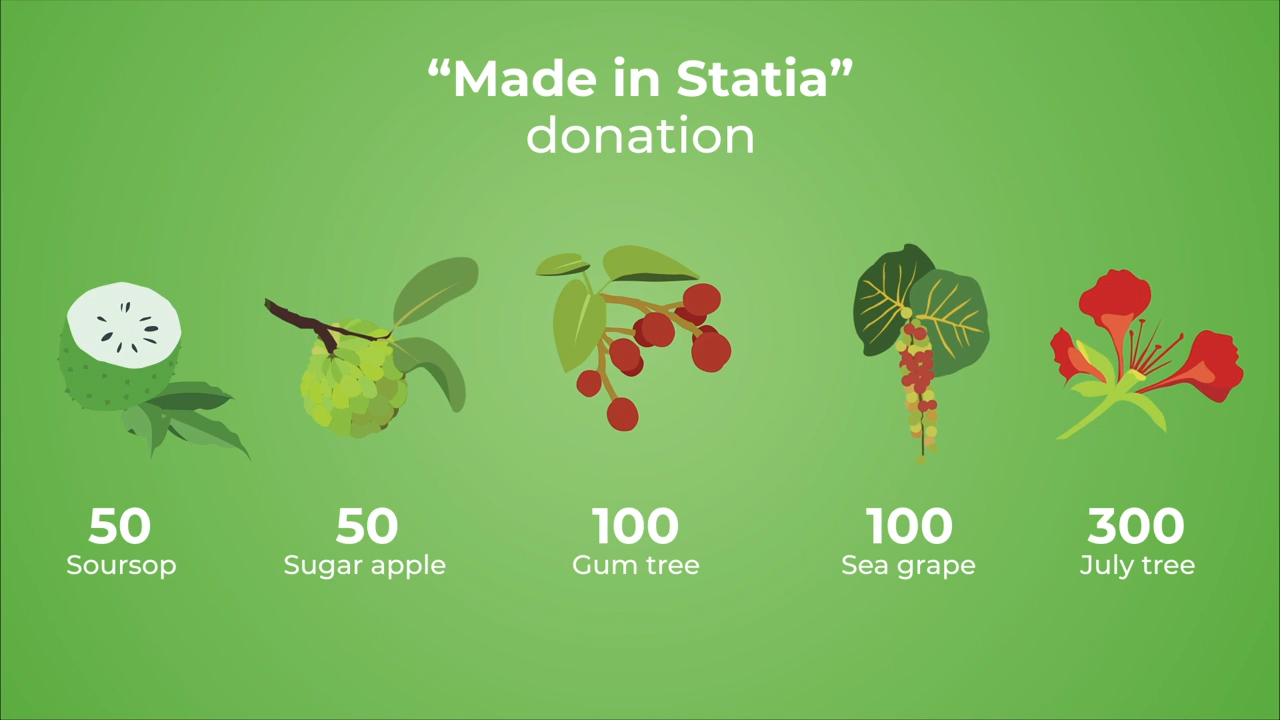 “Made in Statia”
donation
50
Soursop
50
Sugar apple
100
Gum tree
100
Sea grape
300
July tree